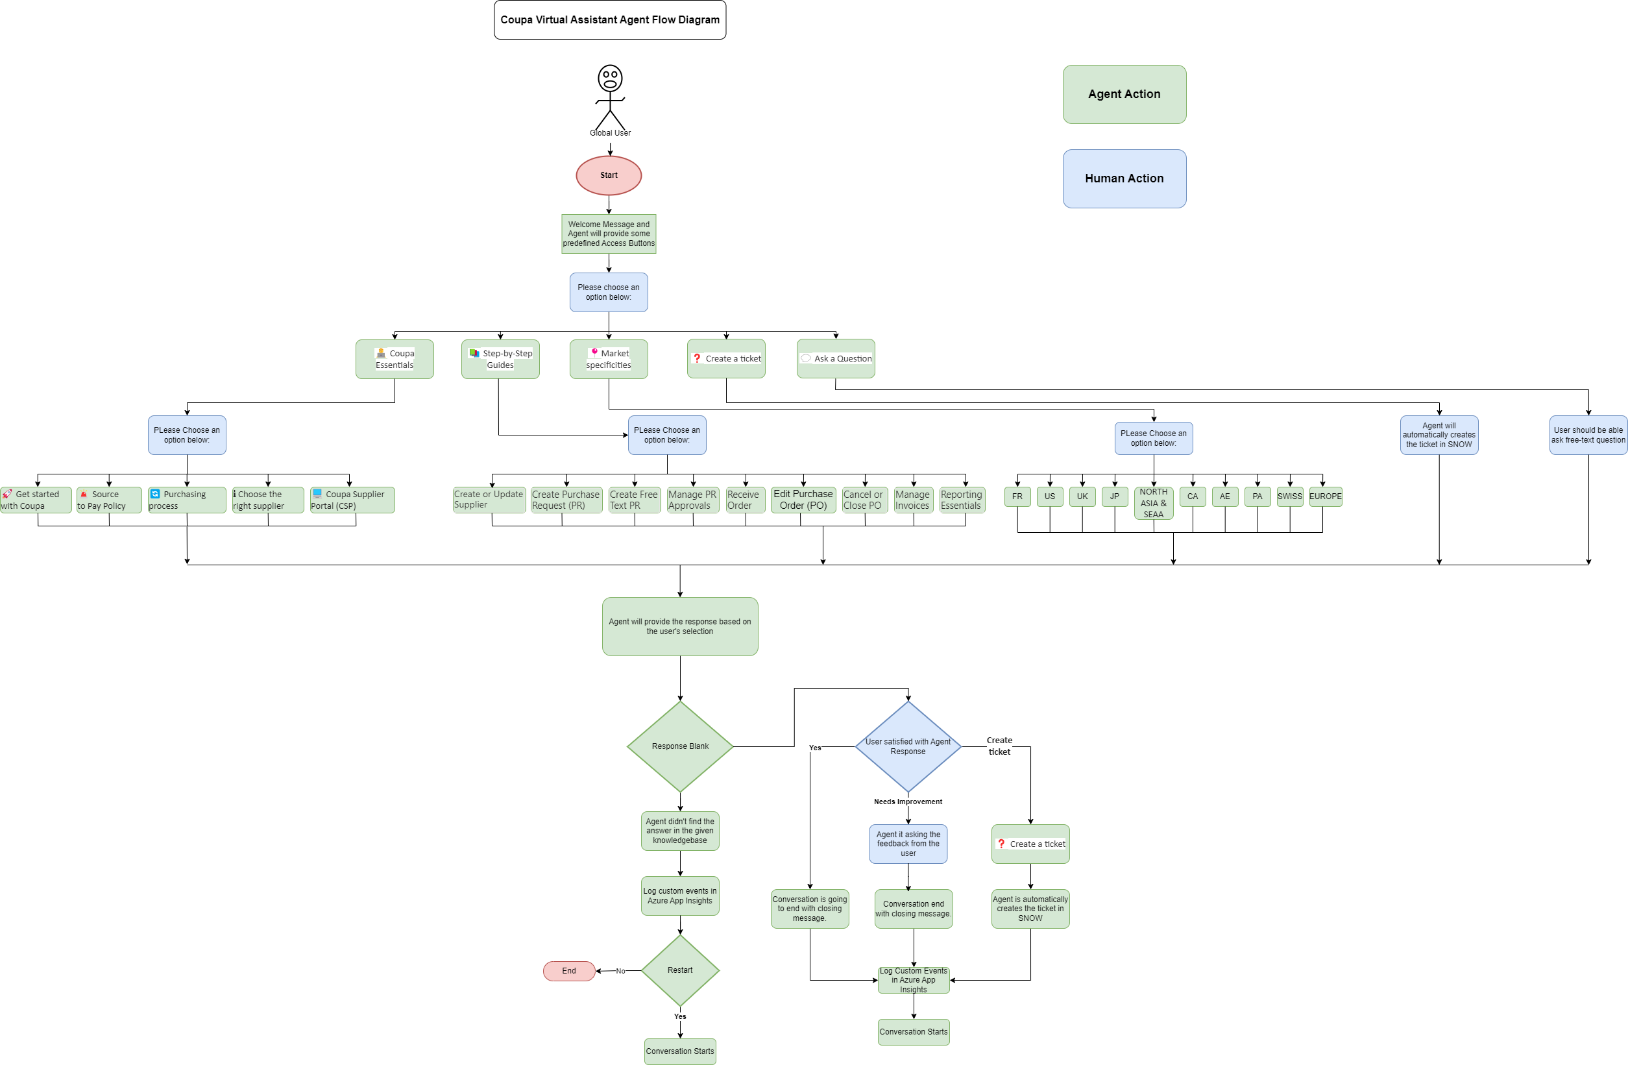 Coupa Virtual Assistant Agent Flow Diagram
Agent Action
Human Action
Global User
Start
Welcome Message and
Agent will provide some
predefined Access Buttons
Please choose an
option below:
Coupa
Essentials
Step-by-Step
Guides
Market
specificities
❓ Create a ticket
Ask a Question
PLease Choose an
option below:
PLease Choose an
option below:
PLease Choose an
option below:
Agent will
automatically creates
the ticket in SNOW
User should be able
ask free-text question
🚀 Get started
with Coupa
Source
to Pay Policy
Purchasing
process
ℹ Choose the
right supplier
Coupa Supplier
Portal (CSP)
Create or Update
Supplier
Create Purchase
Request (PR)
Create Free
Text PR
Manage PR
Approvals
Receive
Order
Edit Purchase
Order (PO)
Cancel or
Close PO
Manage
Invoices
Reporting
Essentials
FR
US
UK
JP
NORTH
ASIA &
SEAA
CA
AE
PA
SWISS
EUROPE
Agent will provide the response based on
the user's selection
Response Blank
User satisfied with Agent
Response
Yes
Create
ticket
Needs Improvement
Agent didn't find the
answer in the given
knowledgebase
Agent it asking the
feedback from the
user
❓ Create a ticket
Log custom events in
Azure App Insights
Conversation is going
to end with closing
message.
Conversation end
with closing message.
Agent is automatically
creates the ticket in
SNOW
Restart
No
End
Yes
Log Custom Events
in Azure App
Insights
Conversation Starts
Conversation Starts